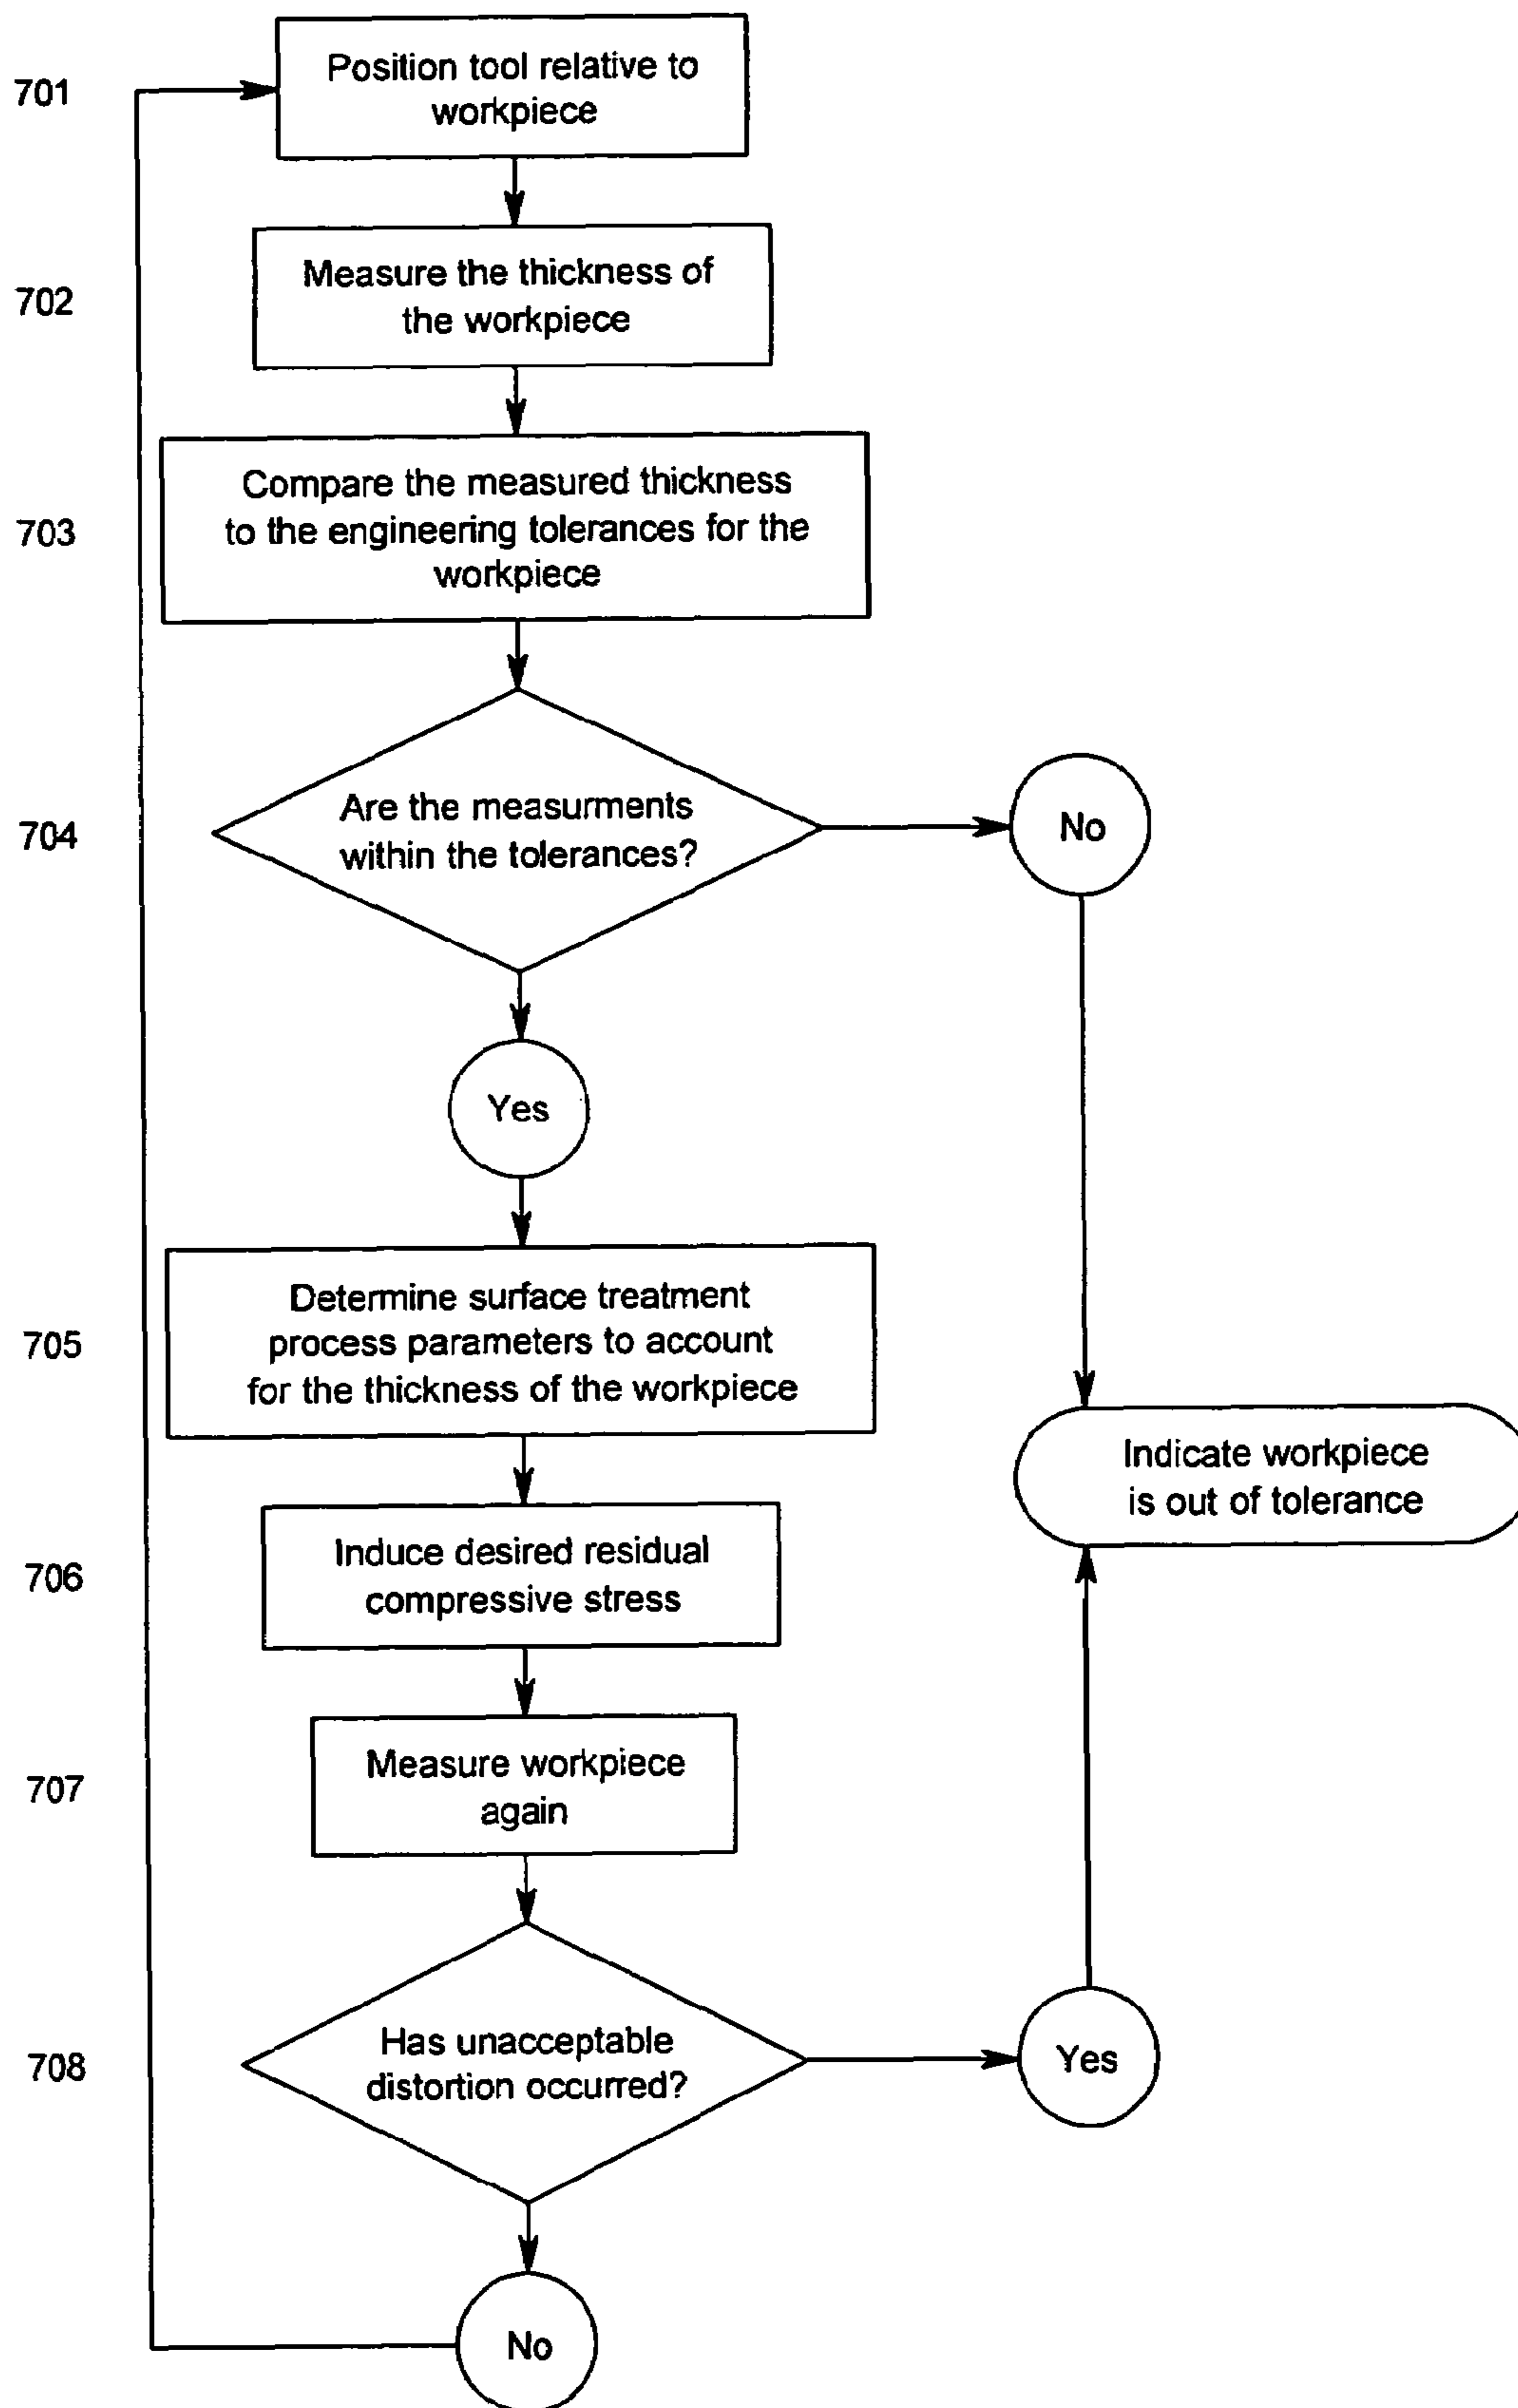 701
Position tool relative to
workpiece
702
Measure the thickness of
the workpiece
703
Compare the measured thickness
to the engineering tolerances for the
workpiece
704
Are the measurments
within the tolerances?
No
Yes
705
Determine surface treatment
process parameters to account
for the thickness of the workpiece
Indicate workpiece
is out of tolerance
706
Induce desired residual
compressive stress
707
Measure workpiece
again
708
Has unacceptable
distortion occurred?
Yes
No